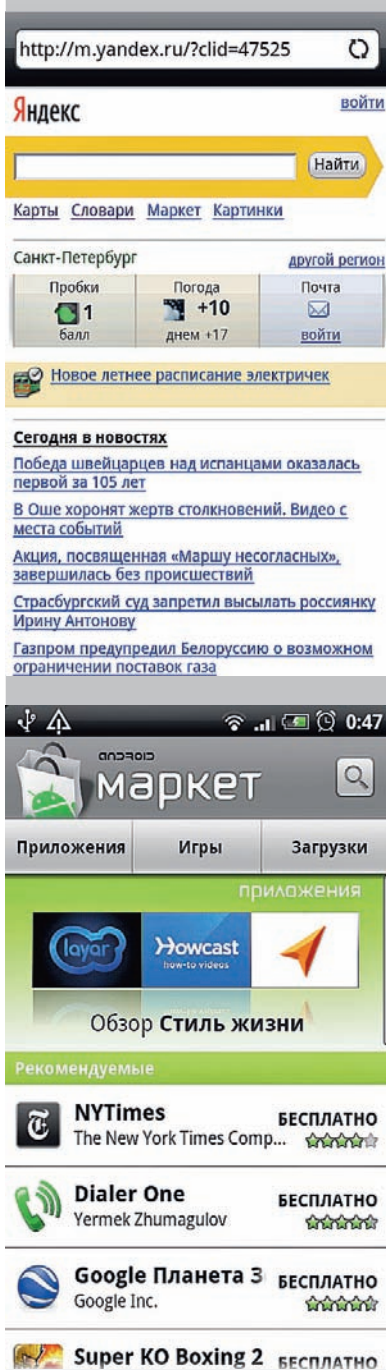 http://m.yandex.ru/?clid=47525
Яндекс
войти
Найти
Карты Словари Маркет Картинки
Санкт-Петербург
другой регион
Пробки Погода Почта
1 +10
балл днем +17 войти
Новое летнее расписание электричек
Сегодня в новостях
Победа швейцарцев над испанцами оказалась
первой за 105 лет
В Оше хоронят жертв столкновений. Видео с
места событий
Акция, посвященная «Маршу несогласных»,
завершилась без происшествий
Страсбургский суд запретил высылать россиянку
Ирину Антонову
Газпром предупредил Белоруссию о возможном
ограничении поставок газа
0:47
ANDROID
маркет
Приложения Игры Загрузки
приложения
layar Howcast
how-to videos
Обзор Стиль жизни
Рекомендуемые
NYTimes БЕСПЛАТНО
The New York Times Comp...
Dialer One БЕСПЛАТНО
Yermek Zhumagulov
Google Планета З БЕСПЛАТНО
Google Inc.
Super KO Boxing 2 БЕСПЛАТНО